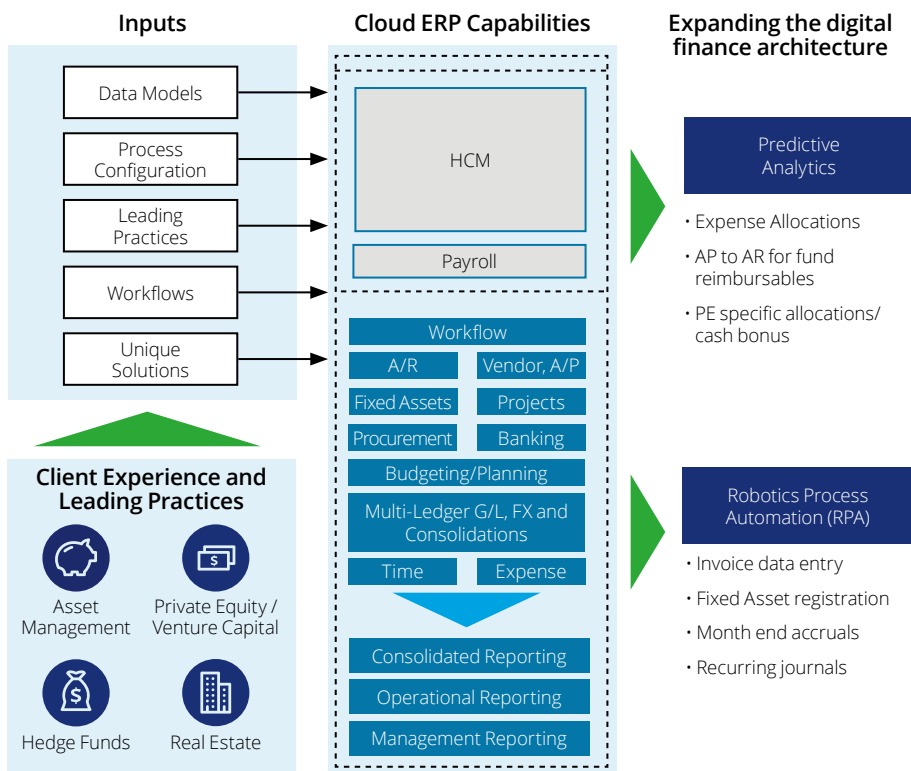 Inputs
Data Models
Process
Configuration
Leading
Practices
Workflows
Unique
Solutions
Client Experience and
Leading Practices
Asset
Management
Private Equity /
Venture Capital
Hedge Funds
Real Estate
Cloud ERP Capabilities
HCM
Payroll
Workflow
A/R
Vendor, A/P
Fixed Assets
Projects
Procurement
Banking
Budgeting/Planning
Multi-Ledger G/L, FX and
Consolidations
Time
Expense
Consolidated Reporting
Operational Reporting
Management Reporting
Expanding the digital
finance architecture
Predictive
Analytics
• Expense Allocations
• AP to AR for fund
reimbursables
• PE specific allocations/
cash bonus
Robotics Process
Automation (RPA)
• Invoice data entry
• Fixed Asset registration
• Month end accruals
• Recurring journals